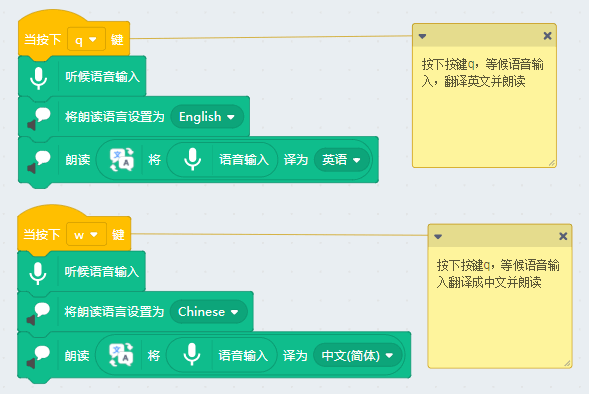 当按下 q 键
听候语音输入
将朗读语言设置为 English
朗读 将 语音输入 译为 英语
按下按键q，等候语音输
入，翻译英文并朗读
当按下 w 键
听候语音输入
将朗读语言设置为 Chinese
朗读 将 语音输入 译为 中文(简体)
按下按键q，等候语音输
入翻译成中文并朗读